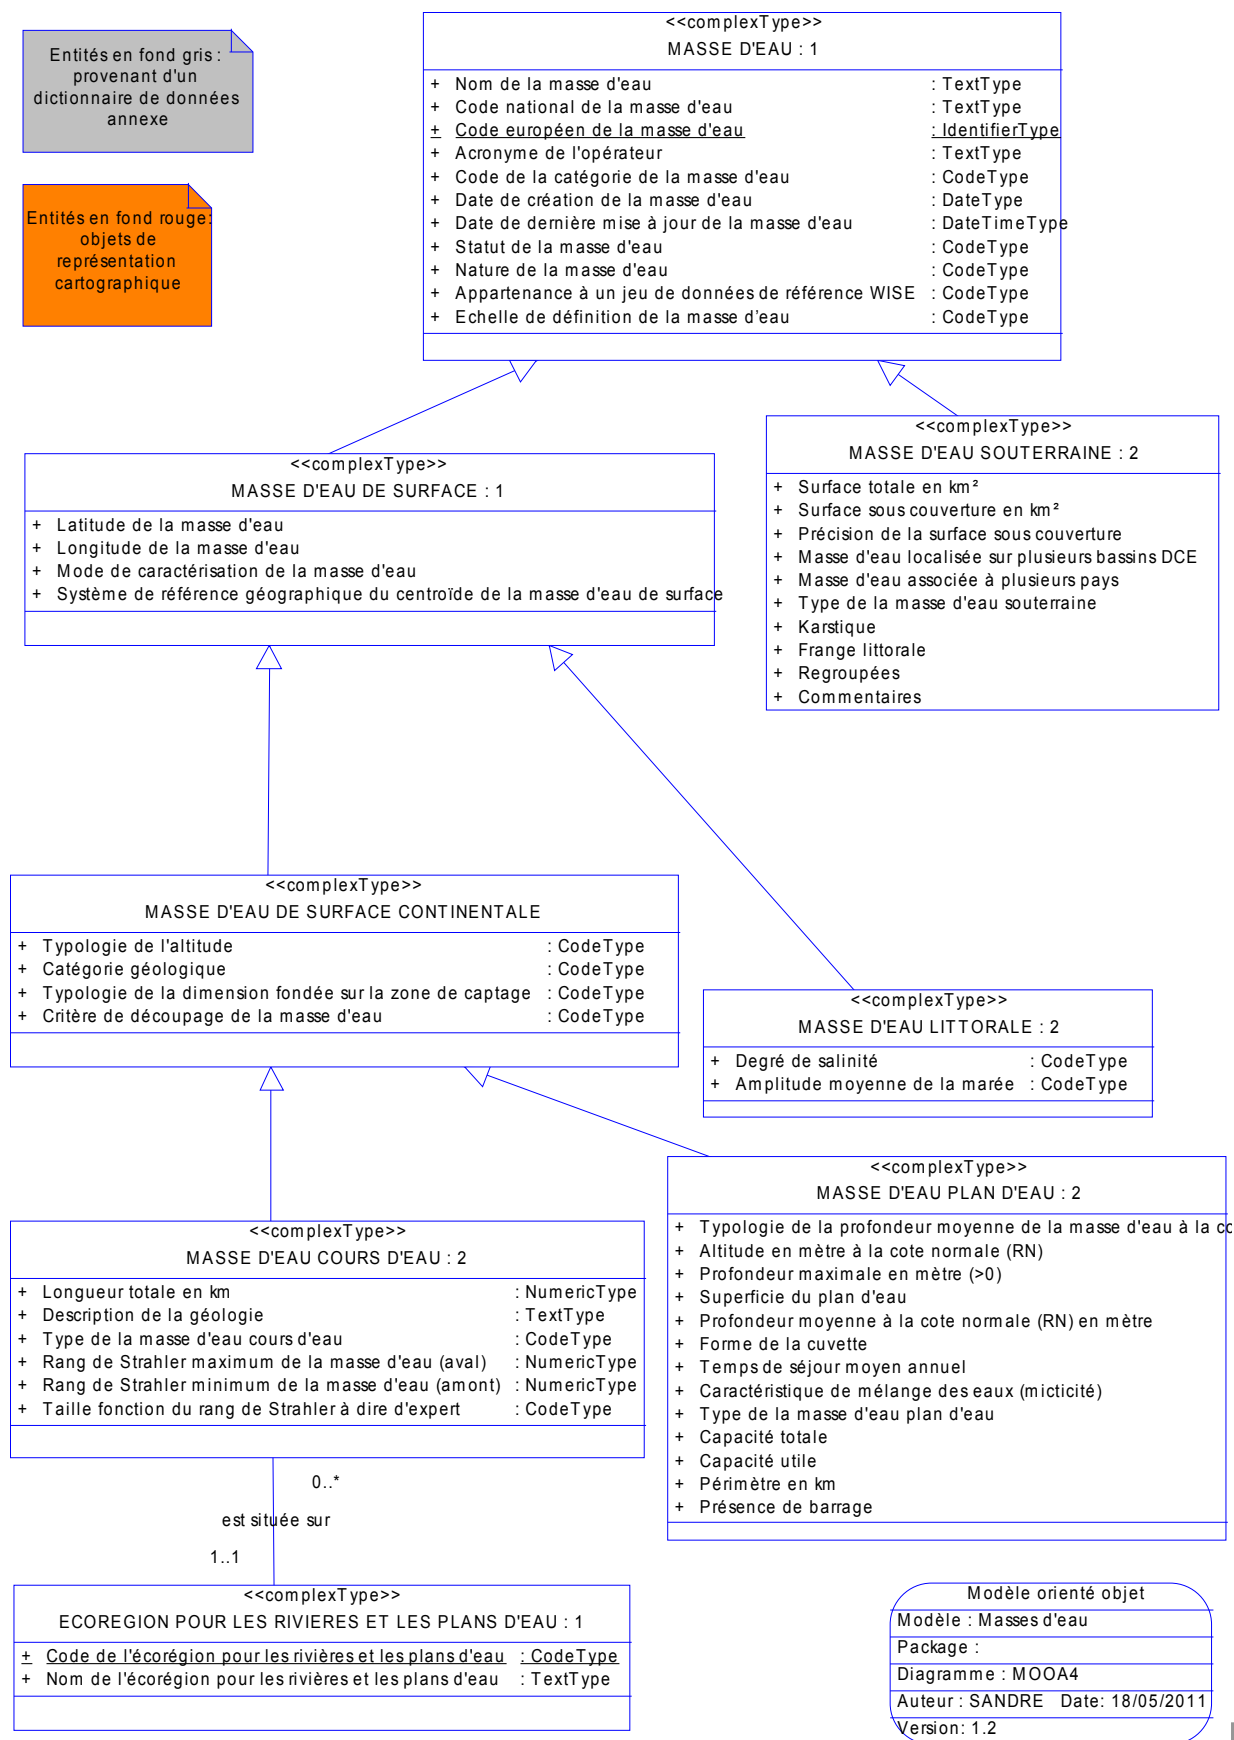 Entités en fond gris :
provenant d'un
dictionnaire de données
annexe
Entités en fond rouge:
objets de
représentation
cartographique
<<complexType>>
MASSE D'EAU : 1
+ Nom de la masse d'eau : TextType
+ Code national de la masse d'eau : TextType
+ Code européen de la masse d'eau : IdentifierType
+ Acronyme de l'opérateur : TextType
+ Code de la catégorie de la masse d'eau : CodeType
+ Date de création de la masse d'eau : DateType
+ Date de dernière mise à jour de la masse d'eau : DateTimeType
+ Statut de la masse d'eau : CodeType
+ Nature de la masse d'eau : CodeType
+ Appartenance à un jeu de données de référence WISE : CodeType
+ Echelle de définition de la masse d’eau : CodeType
<<complexType>>
MASSE D'EAU DE SURFACE : 1
+ Latitude de la masse d'eau
+ Longitude de la masse d'eau
+ Mode de caractérisation de la masse d'eau
+ Système de référence géographique du centroïde de la masse d'eau de surface
<<complexType>>
MASSE D'EAU SOUTERRAINE : 2
+ Surface totale en km²
+ Surface sous couverture en km²
+ Précision de la surface sous couverture
+ Masse d'eau localisée sur plusieurs bassins DCE
+ Masse d'eau associée à plusieurs pays
+ Type de la masse d'eau souterraine
+ Karstique
+ Frange littorale
+ Regroupées
+ Commentaires
<<complexType>>
MASSE D'EAU DE SURFACE CONTINENTALE
+ Typologie de l'altitude : CodeType
+ Catégorie géologique : CodeType
+ Typologie de la dimension fondée sur la zone de captage : CodeType
+ Critère de découpage de la masse d'eau : CodeType
<<complexType>>
MASSE D'EAU LITTORALE : 2
+ Degré de salinité : CodeType
+ Amplitude moyenne de la marée : CodeType
<<complexType>>
MASSE D'EAU COURS D'EAU : 2
+ Longueur totale en km : NumericType
+ Description de la géologie : TextType
+ Type de la masse d'eau cours d'eau : CodeType
+ Rang de Strahler maximum de la masse d'eau (aval) : NumericType
+ Rang de Strahler minimum de la masse d'eau (amont) : NumericType
+ Taille fonction du rang de Strahler à dire d'expert : CodeType
<<complexType>>
MASSE D'EAU PLAN D'EAU : 2
+ Typologie de la profondeur moyenne de la masse d'eau à la
+ Altitude en mètre à la cote normale (RN)
+ Profondeur maximale en mètre (>0)
+ Superficie du plan d'eau
+ Profondeur moyenne à la cote normale (RN) en mètre
+ Forme de la cuvette
+ Temps de séjour moyen annuel
+ Caractéristique de mélange des eaux (micticité)
+ Type de la masse d'eau plan d'eau
+ Capacité totale
+ Capacité utile
+ Périmètre en km
+ Présence de barrage
0..*
est située sur
1..1
<<complexType>>
ECOREGION POUR LES RIVIERES ET LES PLANS D'EAU : 1
+ Code de l'écorégion pour les rivières et les plans d'eau : CodeType
+ Nom de l'écorégion pour les rivières et les plans d'eau : TextType
Modèle orienté objet
Modèle : Masses d'eau
Package :
Diagramme : MOOA4
Auteur : SANDRE Date: 18/05/2011
Version: 1.2